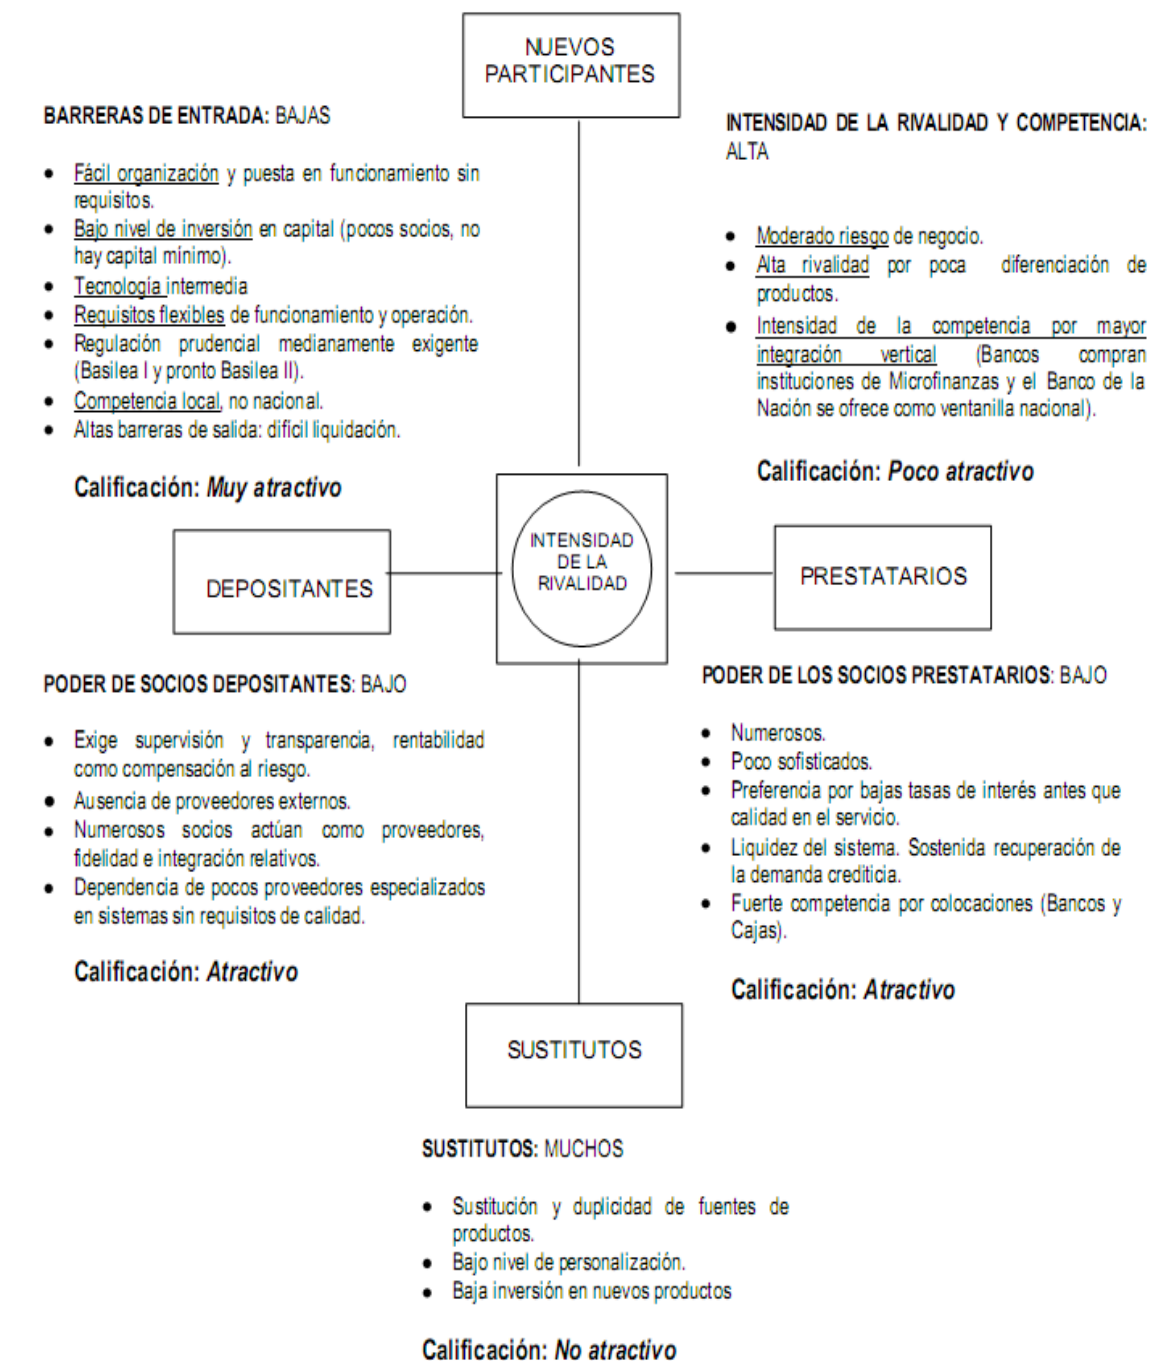 NUEVOS
PARTICIPANTES
BARRERAS DE ENTRADA: BAJAS
• Fácil organización y puesta en funcionamiento sin
requisitos.
• Bajo nivel de inversión en capital (pocos socios, no
hay capital mínimo).
• Tecnología intermedia
• Requisitos flexibles de funcionamiento y operación.
• Regulación prudencial medianamente exigente
(Basilea I y pronto Basilea II).
• Competencia local, no nacional.
• Altas barreras de salida: difícil liquidación.
Calificación: Muy atractivo
INTENSIDAD DE LA RIVALIDAD Y COMPETENCIA:
ALTA
• Moderado riesgo de negocio.
• Alta rivalidad por poca diferenciación de
productos.
• Intensidad de la competencia por mayor
integración vertical (Bancos compran
instituciones de Microfinanzas y el Banco de la
Nación se ofrece como ventanilla nacional).
Calificación: Poco atractivo
DEPOSITANTES
INTENSIDAD
DE LA
RIVALIDAD
PRESTATARIOS
PODER DE SOCIOS DEPOSITANTES: BAJO
• Exige supervisión y transparencia, rentabilidad
como compensación al riesgo.
• Ausencia de proveedores externos.
• Numerosos socios actúan como proveedores,
fidelidad e integración relativos.
• Dependencia de pocos proveedores especializados
en sistemas sin requisitos de calidad.
Calificación: Atractivo
PODER DE LOS SOCIOS PRESTATARIOS: BAJO
• Numerosos.
• Poco sofisticados.
• Preferencia por bajas tasas de interés antes que
calidad en el servicio.
• Liquidez del sistema. Sostenida recuperación de
la demanda crediticia.
• Fuerte competencia por colocaciones (Bancos y
Cajas).
Calificación: Atractivo
SUSTITUTOS
SUSTITUTOS: MUCHOS
• Sustitución y duplicidad de fuentes de
productos.
• Bajo nivel de personalización.
• Baja inversión en nuevos productos
Calificación: No atractivo